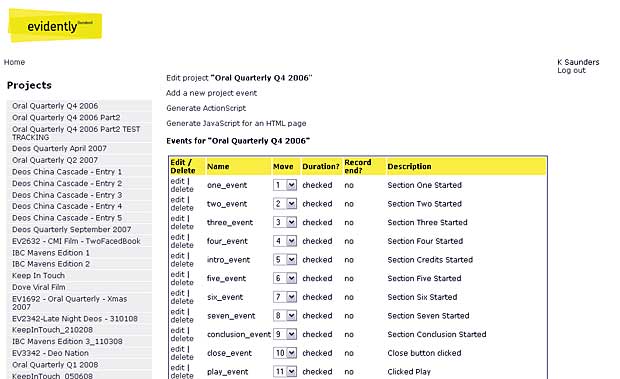 evidently
Home
K Saunders
Log out
Projects
Oral Quarterly Q4 2006
Oral Quarterly Q4 2006 Part2
Oral Quarterly Q4 2006 Part2 TEST
TRACKING
Deos Quarterly April 2007
Oral Quarterly Q2 2007
Deos China Cascade - Entry 1
Deos China Cascade - Entry 2
Deos China Cascade - Entry 3
Deos China Cascade - Entry 4
Deos China Cascade - Entry 5
Deos Quarterly September 2007
EV2632 - CMI Film - TwoFacedBook
IBC Mavens Edition 1
IBC Mavens Edition 2
Keep In Touch
Dove Viral Film
EV1692 - Oral Quarterly - Xmas
2007
EV2342-Late Night Deos - 310108
KeepInTouch_210208
IBC Mavens Edition 3_110308
EV3342 - Deo Nation
Oral Quarterly Q1 2008
KeepInTouch_050608
Edit project "Oral Quarterly Q4 2006"
Add a new project event
Generate ActionScript
Generate JavaScript for an HTML page
Events for "Oral Quarterly Q4 2006"
Edit / Delete Name Move Duration? Record end? Description
edit | delete one_event 1 checked no Section One Started
edit | delete two_event 2 checked no Section Two Started
edit | delete three_event 3 checked no Section Three Started
edit | delete four_event 4 checked no Section Four Started
edit | delete intro_event 5 checked no Section Credits Started
edit | delete five_event 6 checked no Section Five Started
edit | delete six_event 7 checked no Section Six Started
edit | delete seven_event 8 checked no Section Seven Started
edit | delete conclusion_event 9 checked no Section Conclusion Started
edit | delete close_event 10 checked no Close button clicked
edit | delete play_event 11 checked no Clicked Play